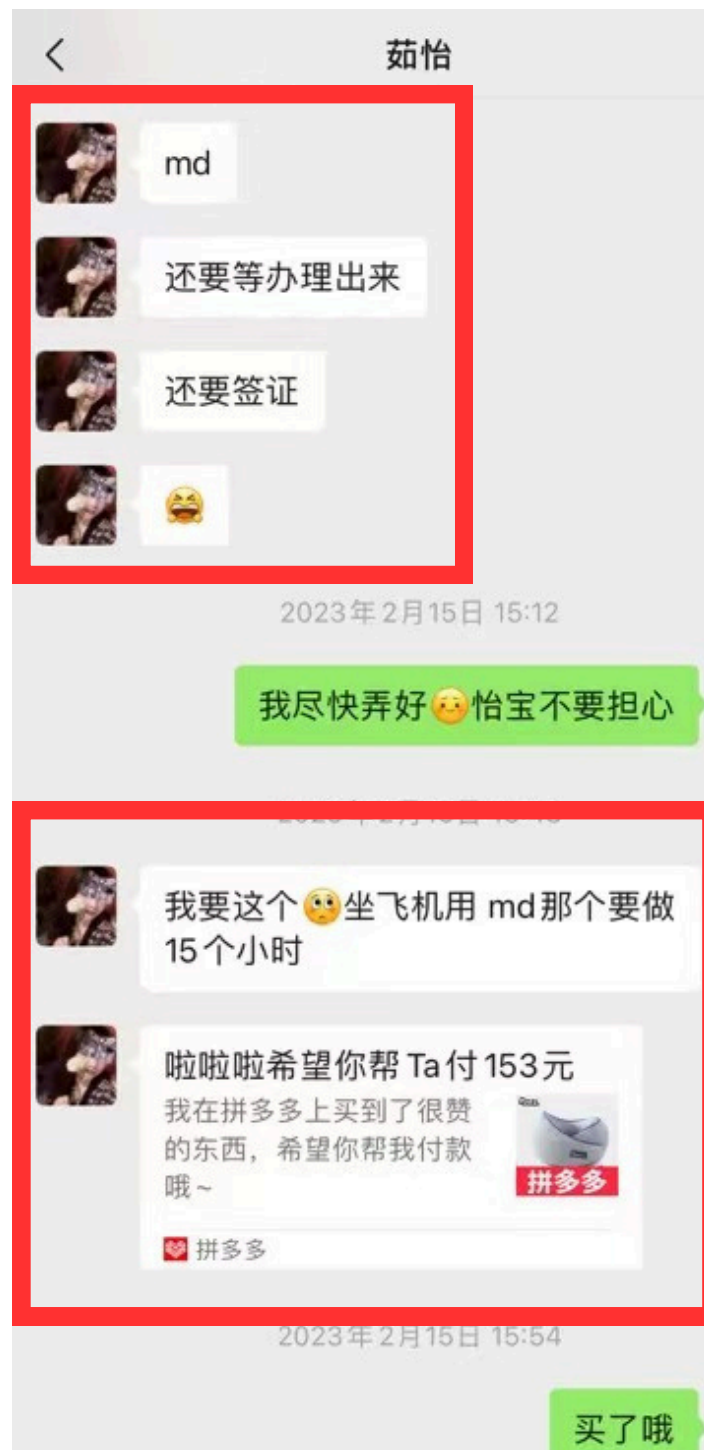 茹怡
md
还要等办理出来
还要签证
😆
2023年2月15日 15:12
我尽快弄好☺️怡宝不要担心
我要这个🥺坐飞机用 md那个要做
15个小时
啦啦啦希望你帮Ta付153元
我在拼多多上买到了很赞
的东西，希望你帮我付款
哦~
拼多多
拼多多
2023年2月15日 15:54
买了哦